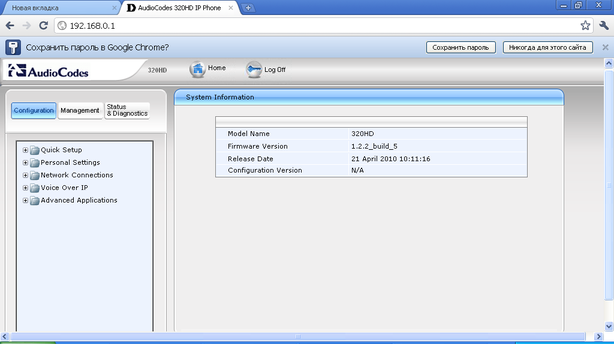 Новая вкладка
AudioCodes 320HD IP Phone
192.168.0.1
Сохранить пароль в Google Chrome?
Сохранить пароль
Никогда для этого сайта
AudioCodes
320HD
Home
Log Off
Configuration
Management
Status
& Diagnostics
Quick Setup
Personal Settings
Network Connections
Voice Over IP
Advanced Applications
System Information
Model Name 320HD
Firmware Version 1.2.2_build_5
Release Date 21 April 2010 10:11:16
Configuration Version N/A